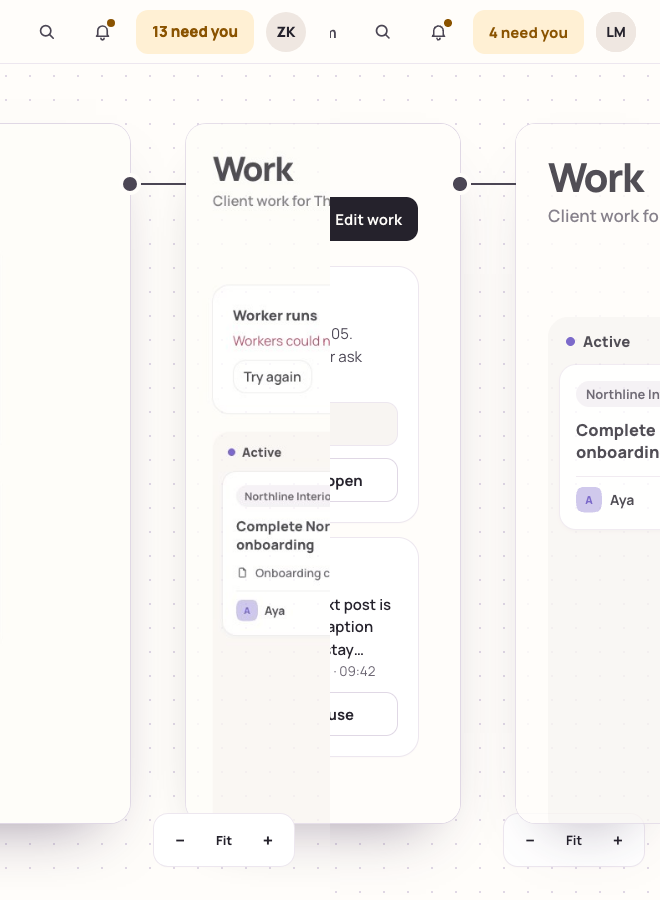 13 need you
ZK
4 need you
LM
Work
Client work for Th
Worker runs
Workers could n
Try again
Active
Northline Interio
Complete Nor
onboarding
Onboarding c
A
Aya
Fit
Edit work
05.
r ask
open
xt post is
aption
stay…
· 09:42
use
Work
Client work fo
Active
Northline In
Complete
onboardin
A
Aya
Fit